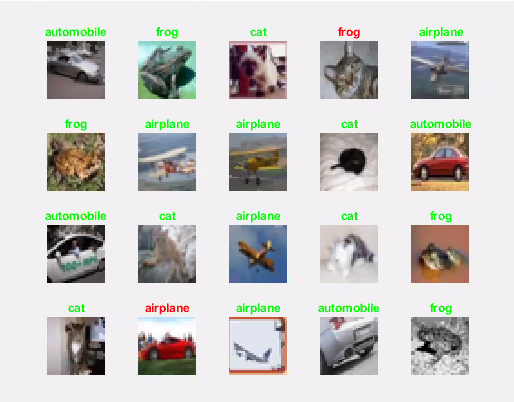 automobile frog cat frog airplane
frog airplane airplane cat automobile
automobile cat airplane cat frog
cat airplane airplane automobile frog